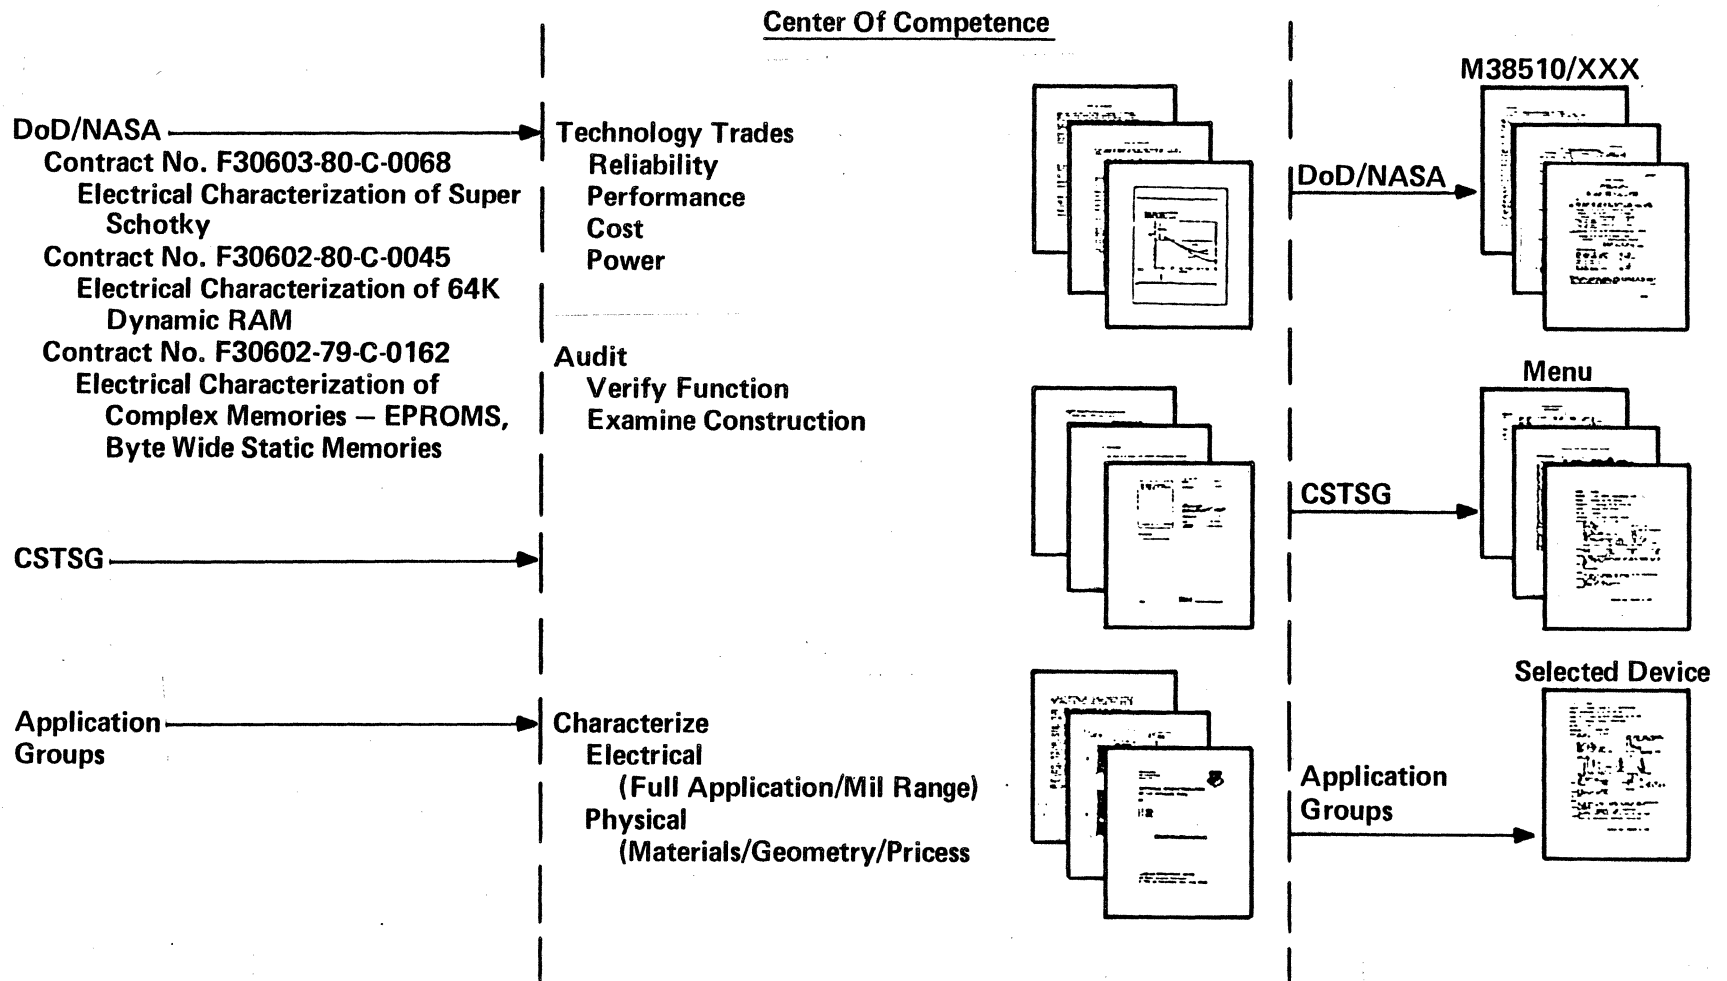 Center Of Competence
DoD/NASA
Contract No. F30603-80-C-0068
Electrical Characterization of Super
Schotky
Contract No. F30602-80-C-0045
Electrical Characterization of 64K
Dynamic RAM
Contract No. F30602-79-C-0162
Electrical Characterization of
Complex Memories — EPROMS,
Byte Wide Static Memories
CSTSG
Application
Groups
Technology Trades
Reliability
Performance
Cost
Power
Audit
Verify Function
Examine Construction
Characterize
Electrical
(Full Application/Mil Range)
Physical
(Materials/Geometry/Pricess
DoD/NASA
CSTSG
Application
Groups
M38510/XXX
Menu
Selected Device